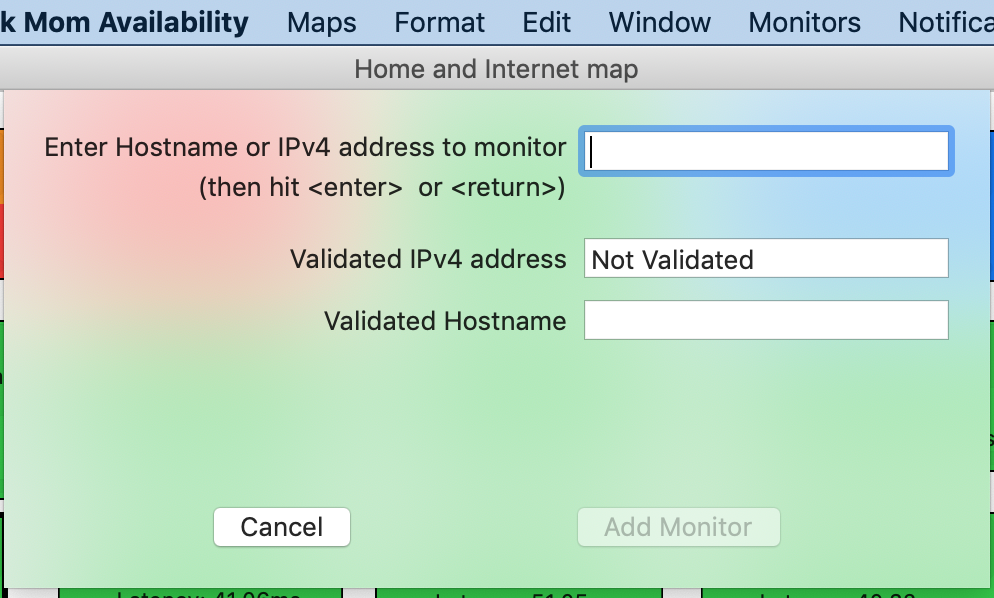 k Mom Availability Maps Format Edit Window Monitors Notifica
Home and Internet map
Enter Hostname or IPv4 address to monitor
(then hit <enter> or <return>)
Validated IPv4 address Not Validated
Validated Hostname
Cancel Add Monitor